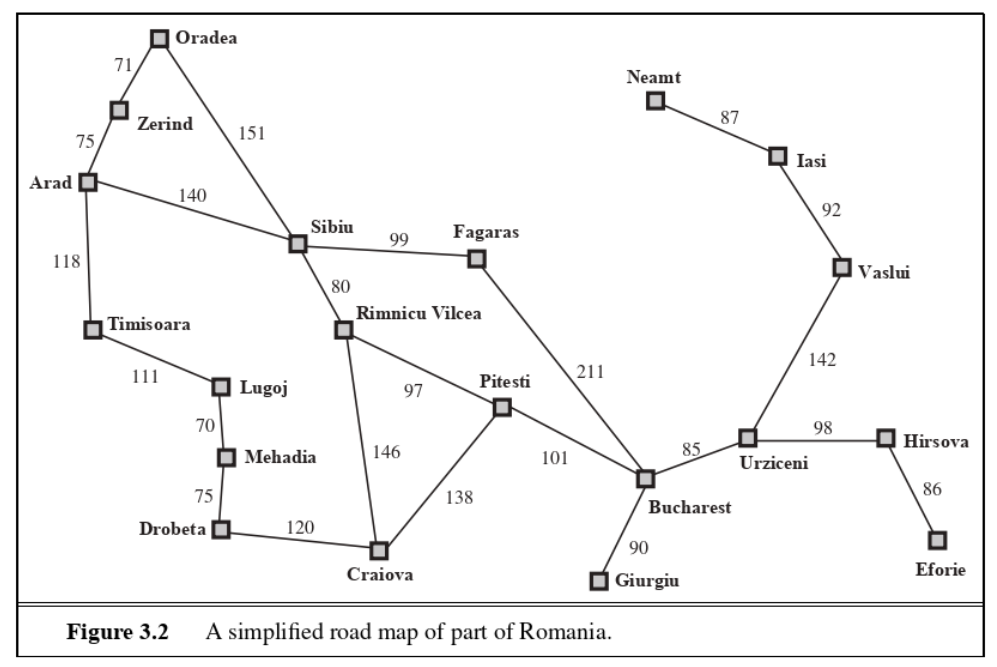 Oradea
71
Neamt
Zerind
87
75
151
Iasi
Arad
140
92
Sibiu
Fagaras
99
118
Vaslui
80
Timisoara
Rimnicu Vilcea
142
111
Lugoj
97
Pitesti
211
70
98
Hirsova
146
85
Mehadia
101
Urziceni
86
75
138
Bucharest
Drobeta
120
90
Craiova
Giurgiu
Eforie
Figure 3.2 A simplified road map of part of Romania.